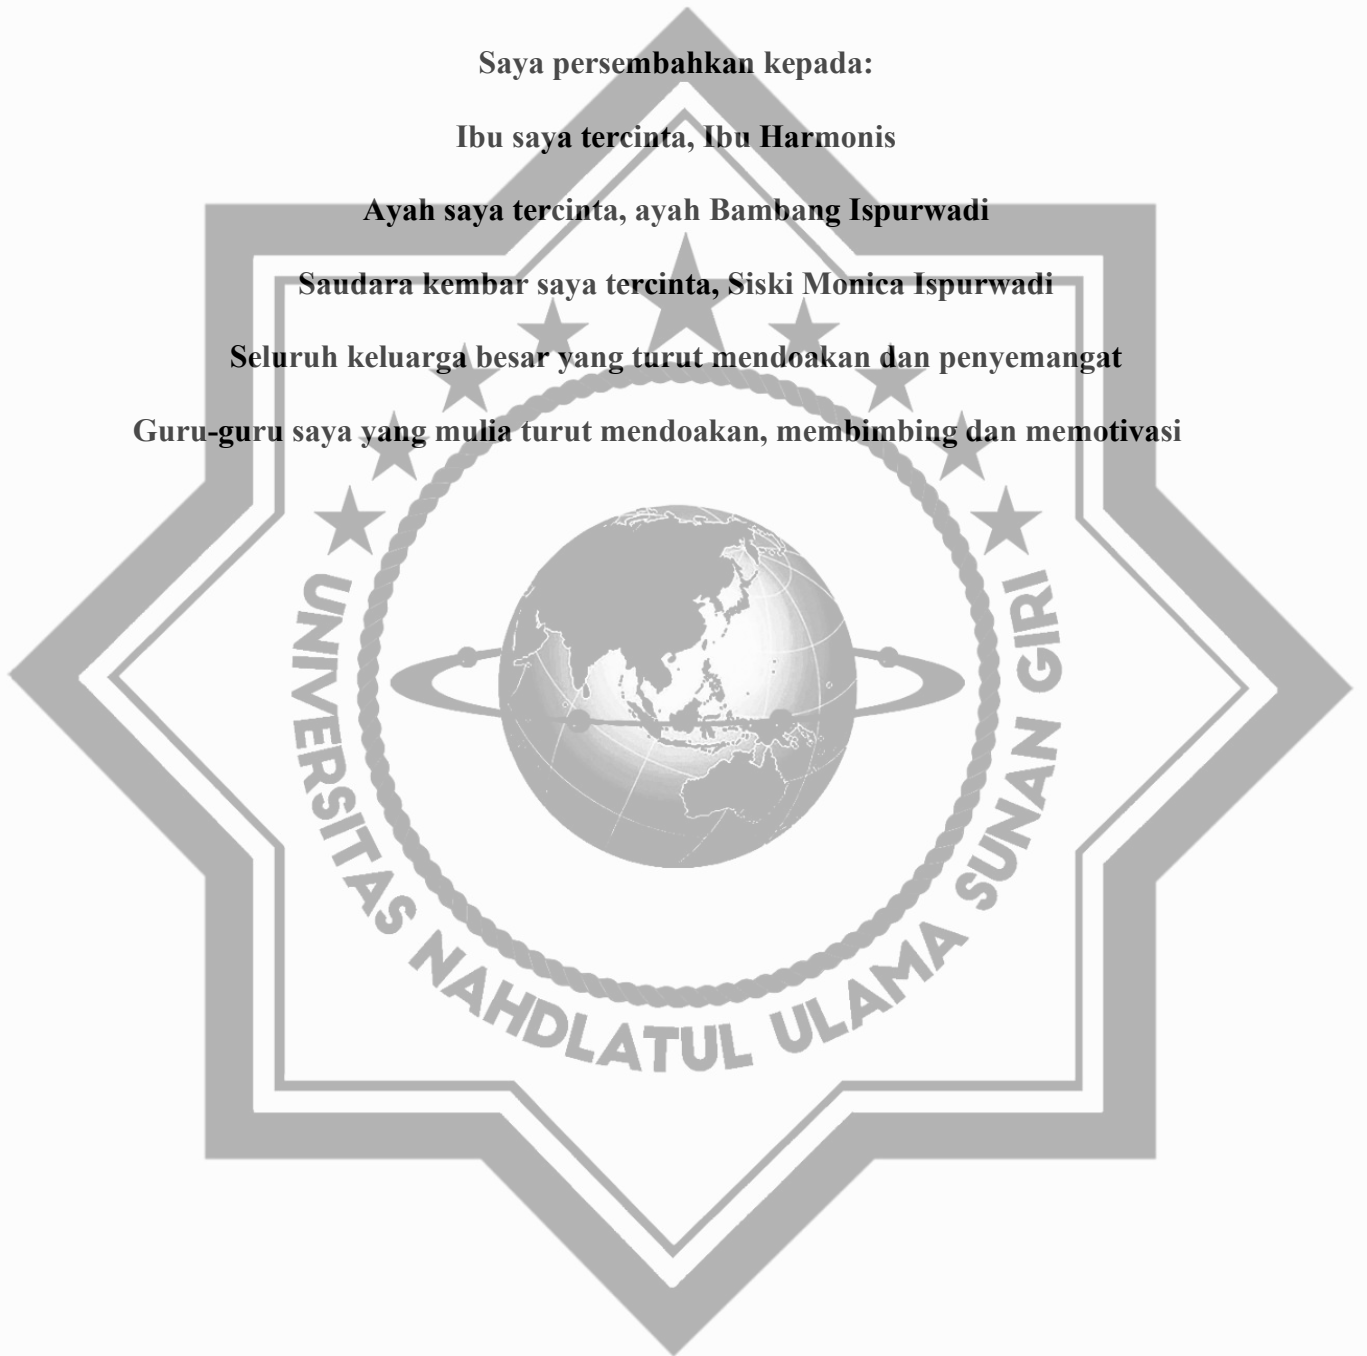 Saya persembahkan kepada:
Ibu saya tercinta, Ibu Harmonis
Ayah saya tercinta, ayah Bambang Ispurwadi
Saudara kembar saya tercinta, Siski Monica Ispurwadi
Seluruh keluarga besar yang turut mendoakan dan penyemangat
Guru-guru saya yang mulia turut mendoakan, membimbing dan memotivasi
UNIVERSITAS NAHDLATUL ULAMA SUNAN GIRI